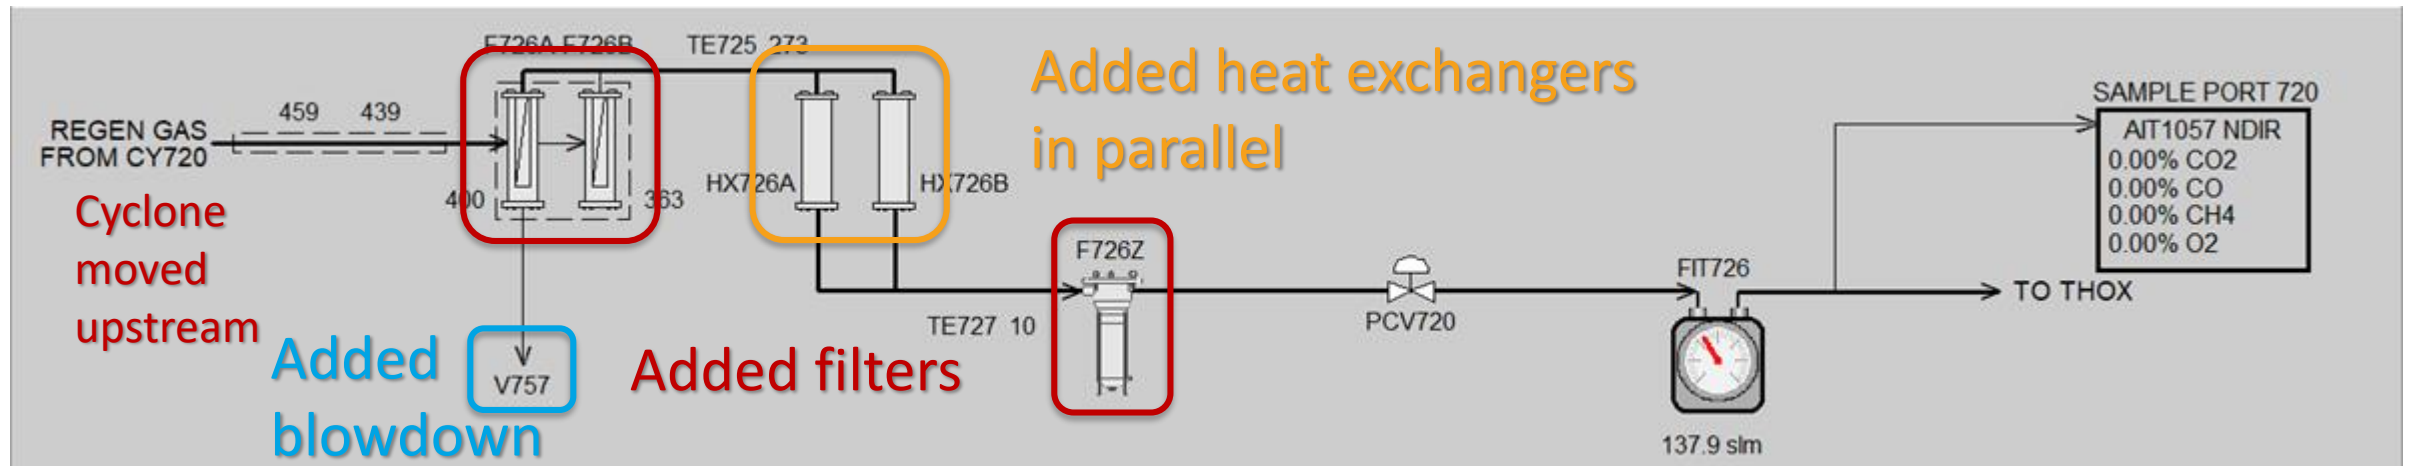 F726A F726B
TE725 273
Added heat exchangers
in parallel
459 439
REGEN GAS
FROM CY720
400
363
HX726A
HX726B
Cyclone
moved
upstream
Added
blowdown
V757
Added filters
F726Z
TE727 10
PCV720
FIT726
137.9 slm
SAMPLE PORT 720
AIT1057 NDIR
0.00% CO2
0.00% CO
0.00% CH4
0.00% O2
TO THOX